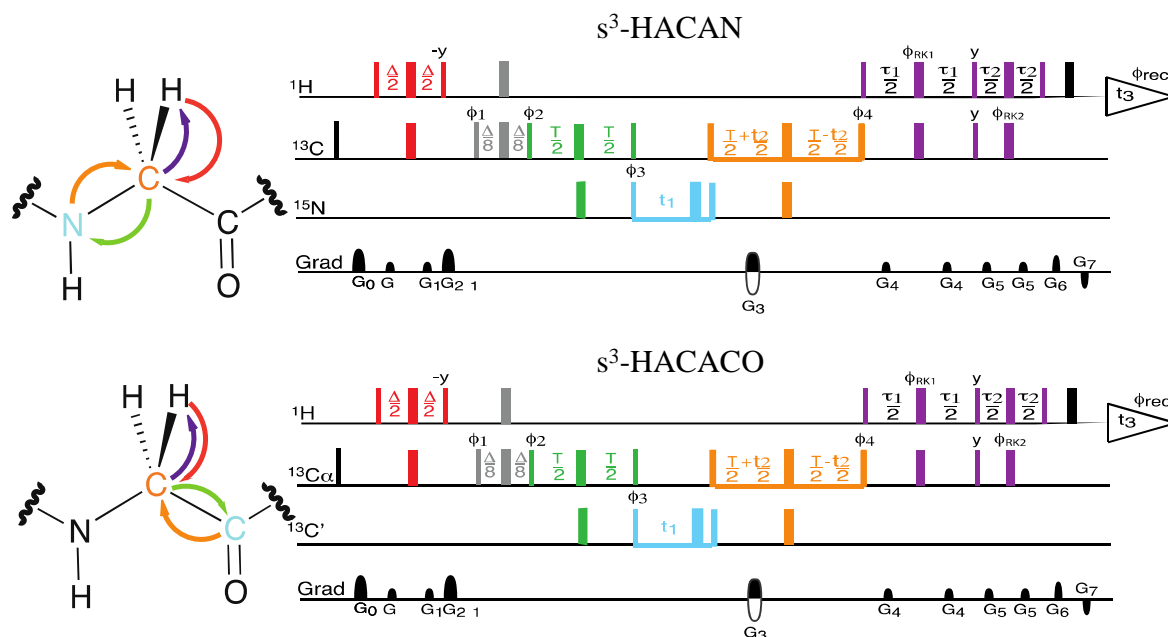 s³-HACAN
-y ϕRK1 y
H H ¹H Δ/2 Δ/2 τ1/2 τ1/2 τ2/2 τ2/2 t3 ϕrec
ϕ1 ϕ2 ϕ4 y ϕRK2
C ¹³C Δ/8 Δ/8 T/2 T/2 T/2+t2/2 T/2-t2/2
ϕ3
N C ¹⁵N t1
H O Grad
G0 G G1 G2 1 G3 G4 G4 G5 G5 G6 G7
s³-HACACO
-y ϕRK1 y
H H ¹H Δ/2 Δ/2 τ1/2 τ1/2 τ2/2 τ2/2 t3 ϕrec
ϕ1 ϕ2 ϕ4 y ϕRK2
C ¹³Cα Δ/8 Δ/8 T/2 T/2 T/2+t2/2 T/2-t2/2
ϕ3
N C ¹³C' t1
H O Grad
G0 G G1 G2 1 G3 G4 G4 G5 G5 G6 G7